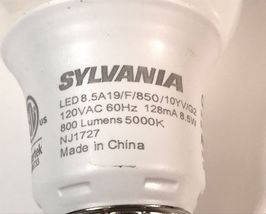 SYLVANIA
LED 8.5A19/F/850/10YV/G2
120VAC 60Hz 128mA 8.5W
800 Lumens 5000K
NJ1727
Made in China
US